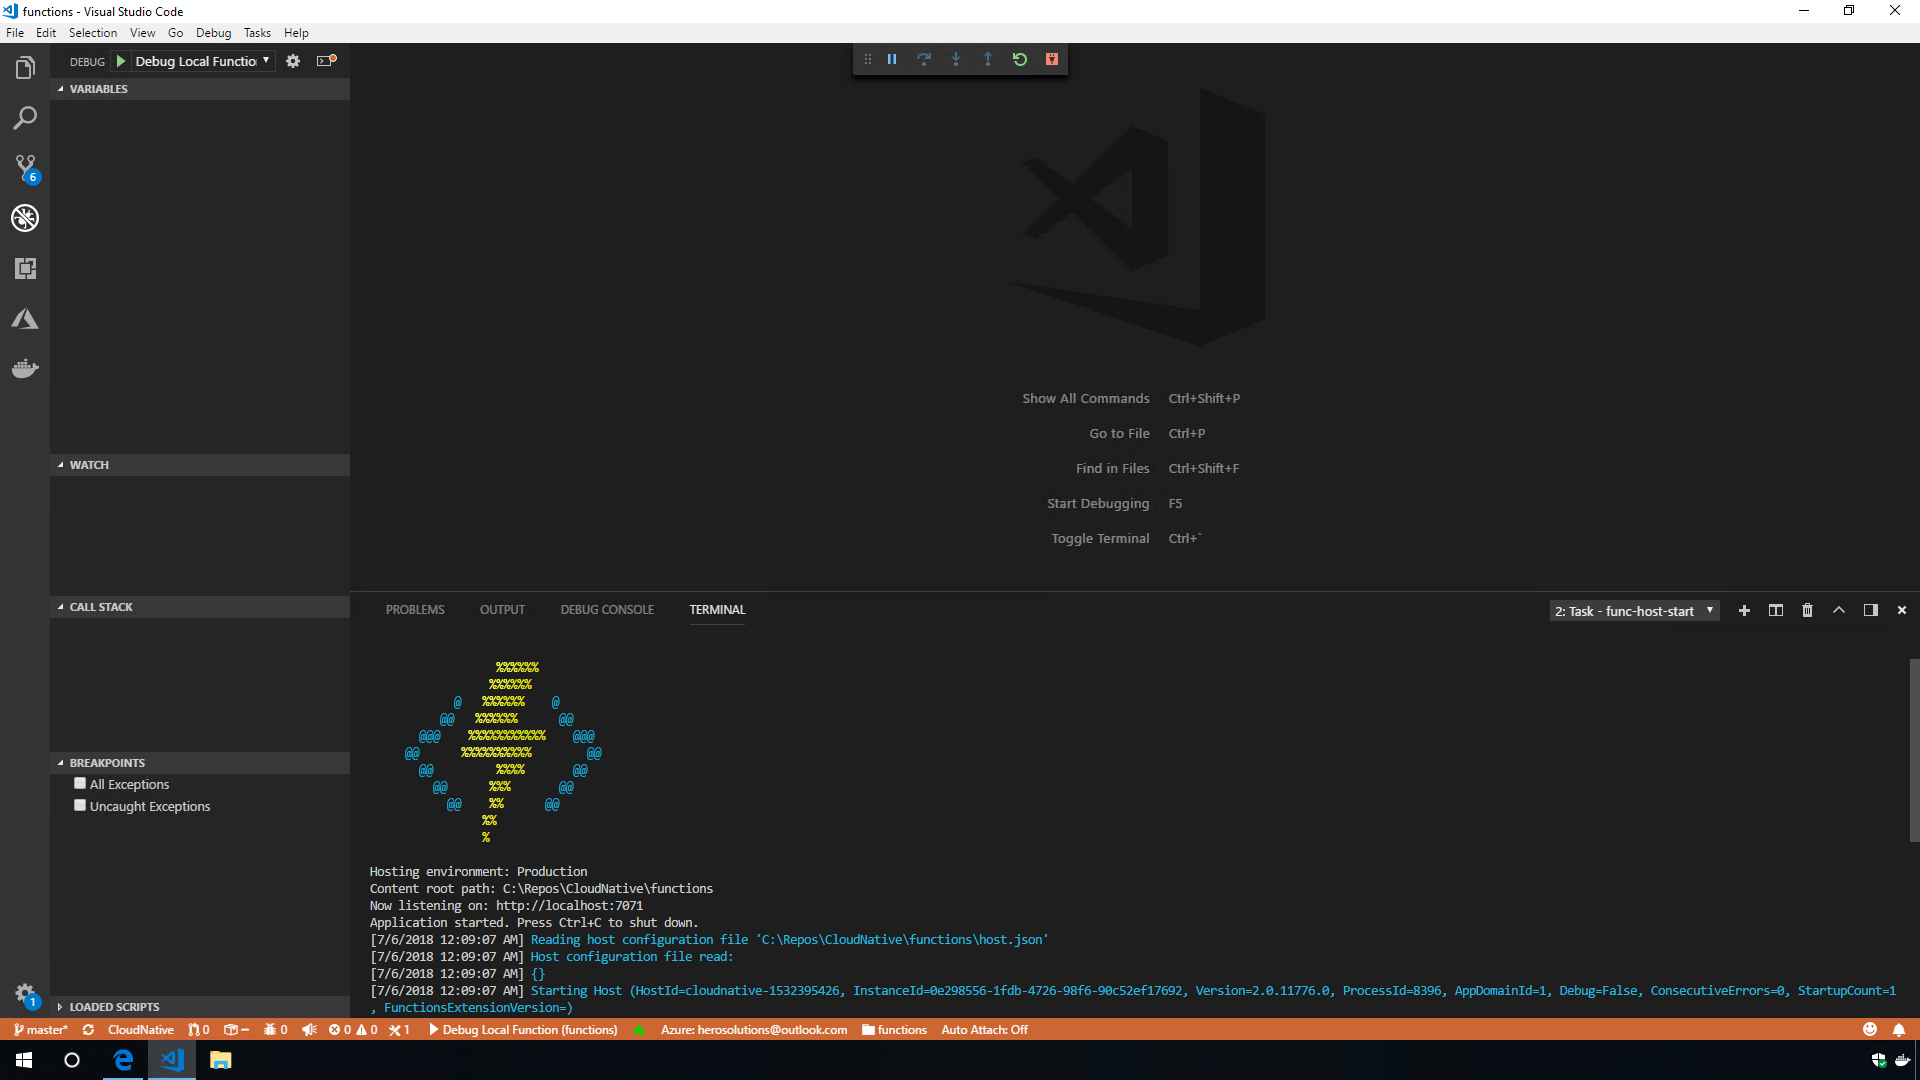 functions - Visual Studio Code
File Edit Selection View Go Debug Tasks Help
DEBUG Debug Local Functio
VARIABLES
6
Show All Commands Ctrl+Shift+P
Go to File Ctrl+P
Find in Files Ctrl+Shift+F
Start Debugging F5
Toggle Terminal Ctrl+`
WATCH
CALL STACK
BREAKPOINTS
All Exceptions
Uncaught Exceptions
LOADED SCRIPTS
1
PROBLEMS OUTPUT DEBUG CONSOLE TERMINAL 2: Task - func-host-start
%%%%%%
%%%%%%
@ %%%%%% @
@@ %%%%%% @@
@@@ %%%%%%%%%%% @@@
@@ %%%%%%%%%% @@
@@ %%%% @@
@@ %%% @@
@@ %% @@
%%
%
Hosting environment: Production
Content root path: C:\Repos\CloudNative\functions
Now listening on: http://localhost:7071
Application started. Press Ctrl+C to shut down.
[7/6/2018 12:09:07 AM] Reading host configuration file 'C:\Repos\CloudNative\functions\host.json'
[7/6/2018 12:09:07 AM] Host configuration file read:
[7/6/2018 12:09:07 AM] {}
[7/6/2018 12:09:07 AM] Starting Host (HostId=cloudnative-1532395426, InstanceId=0e298556-1fdb-4726-98f6-90c52ef17692, Version=2.0.11776.0, ProcessId=8396, AppDomainId=1, Debug=False, ConsecutiveErrors=0, StartupCount=1
, FunctionsExtensionVersion=)
master* CloudNative 0 − 0 0 0 1 Debug Local Function (functions) Azure: herosolutions@outlook.com functions Auto Attach: Off